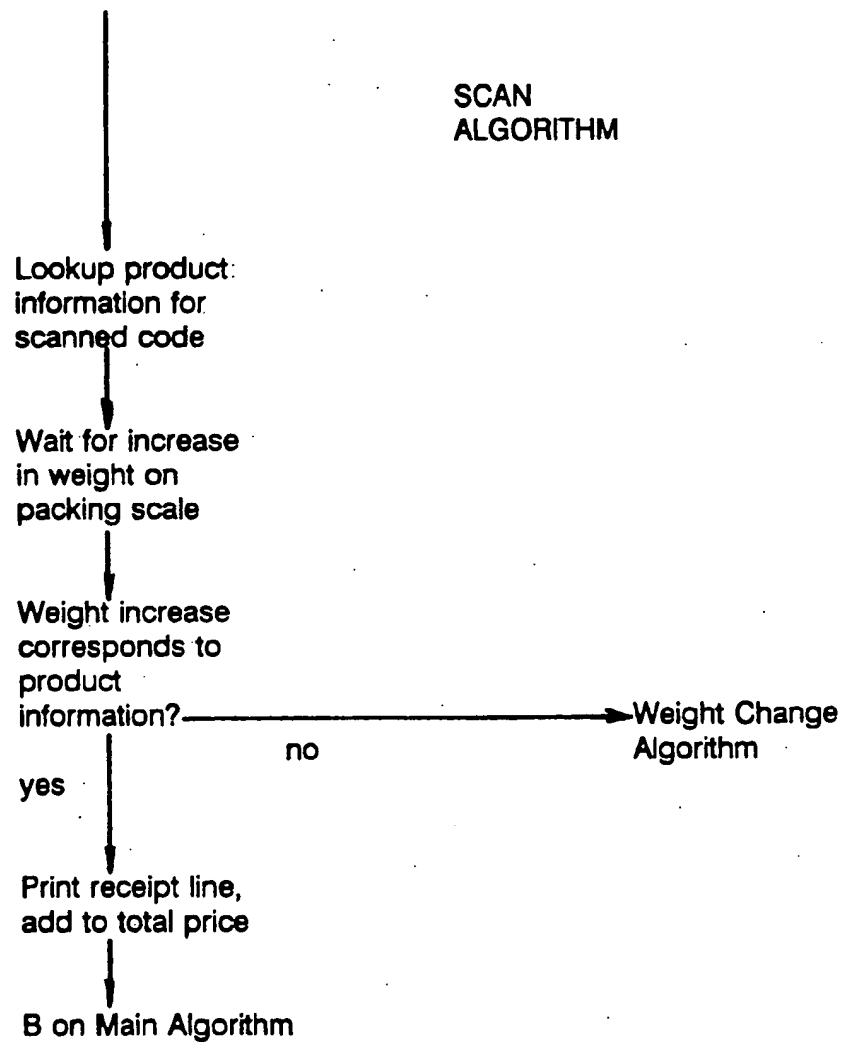 SCAN
ALGORITHM
Lookup product:
information for
scanned code
Wait for increase
in weight on
packing scale
Weight increase
corresponds to
product
information?
Weight Change
Algorithm
no
yes
Print receipt line,
add to total price
B on Main Algorithm